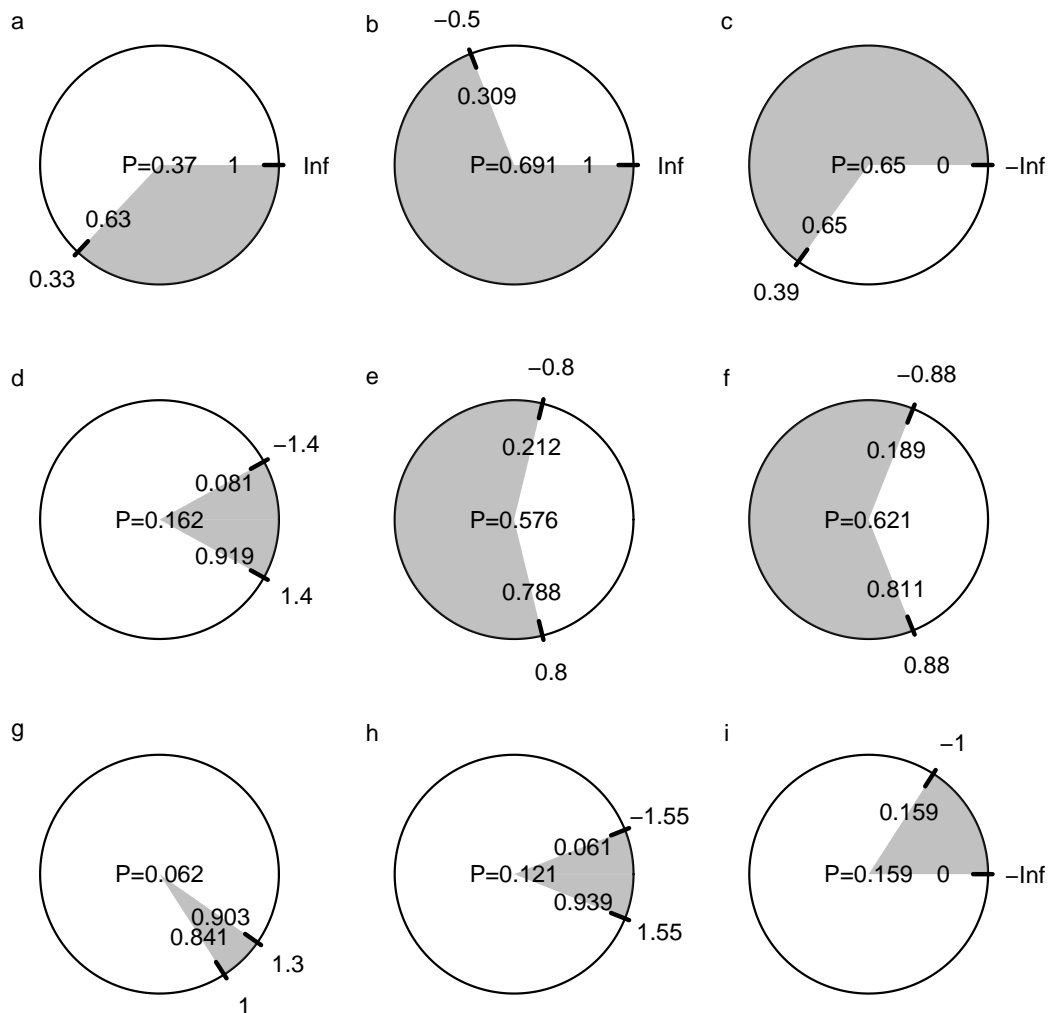 a
P=0.37
1
Inf
0.63
0.33
b
−0.5
0.309
P=0.691
1
Inf
c
P=0.65
0
−Inf
0.65
0.39
d
−1.4
0.081
P=0.162
0.919
1.4
e
−0.8
0.212
P=0.576
0.788
0.8
f
−0.88
0.189
P=0.621
0.811
0.88
g
P=0.062
0.903
0.841
1.3
1
h
−1.55
0.061
P=0.121
0.939
1.55
i
−1
0.159
P=0.159
0
−Inf